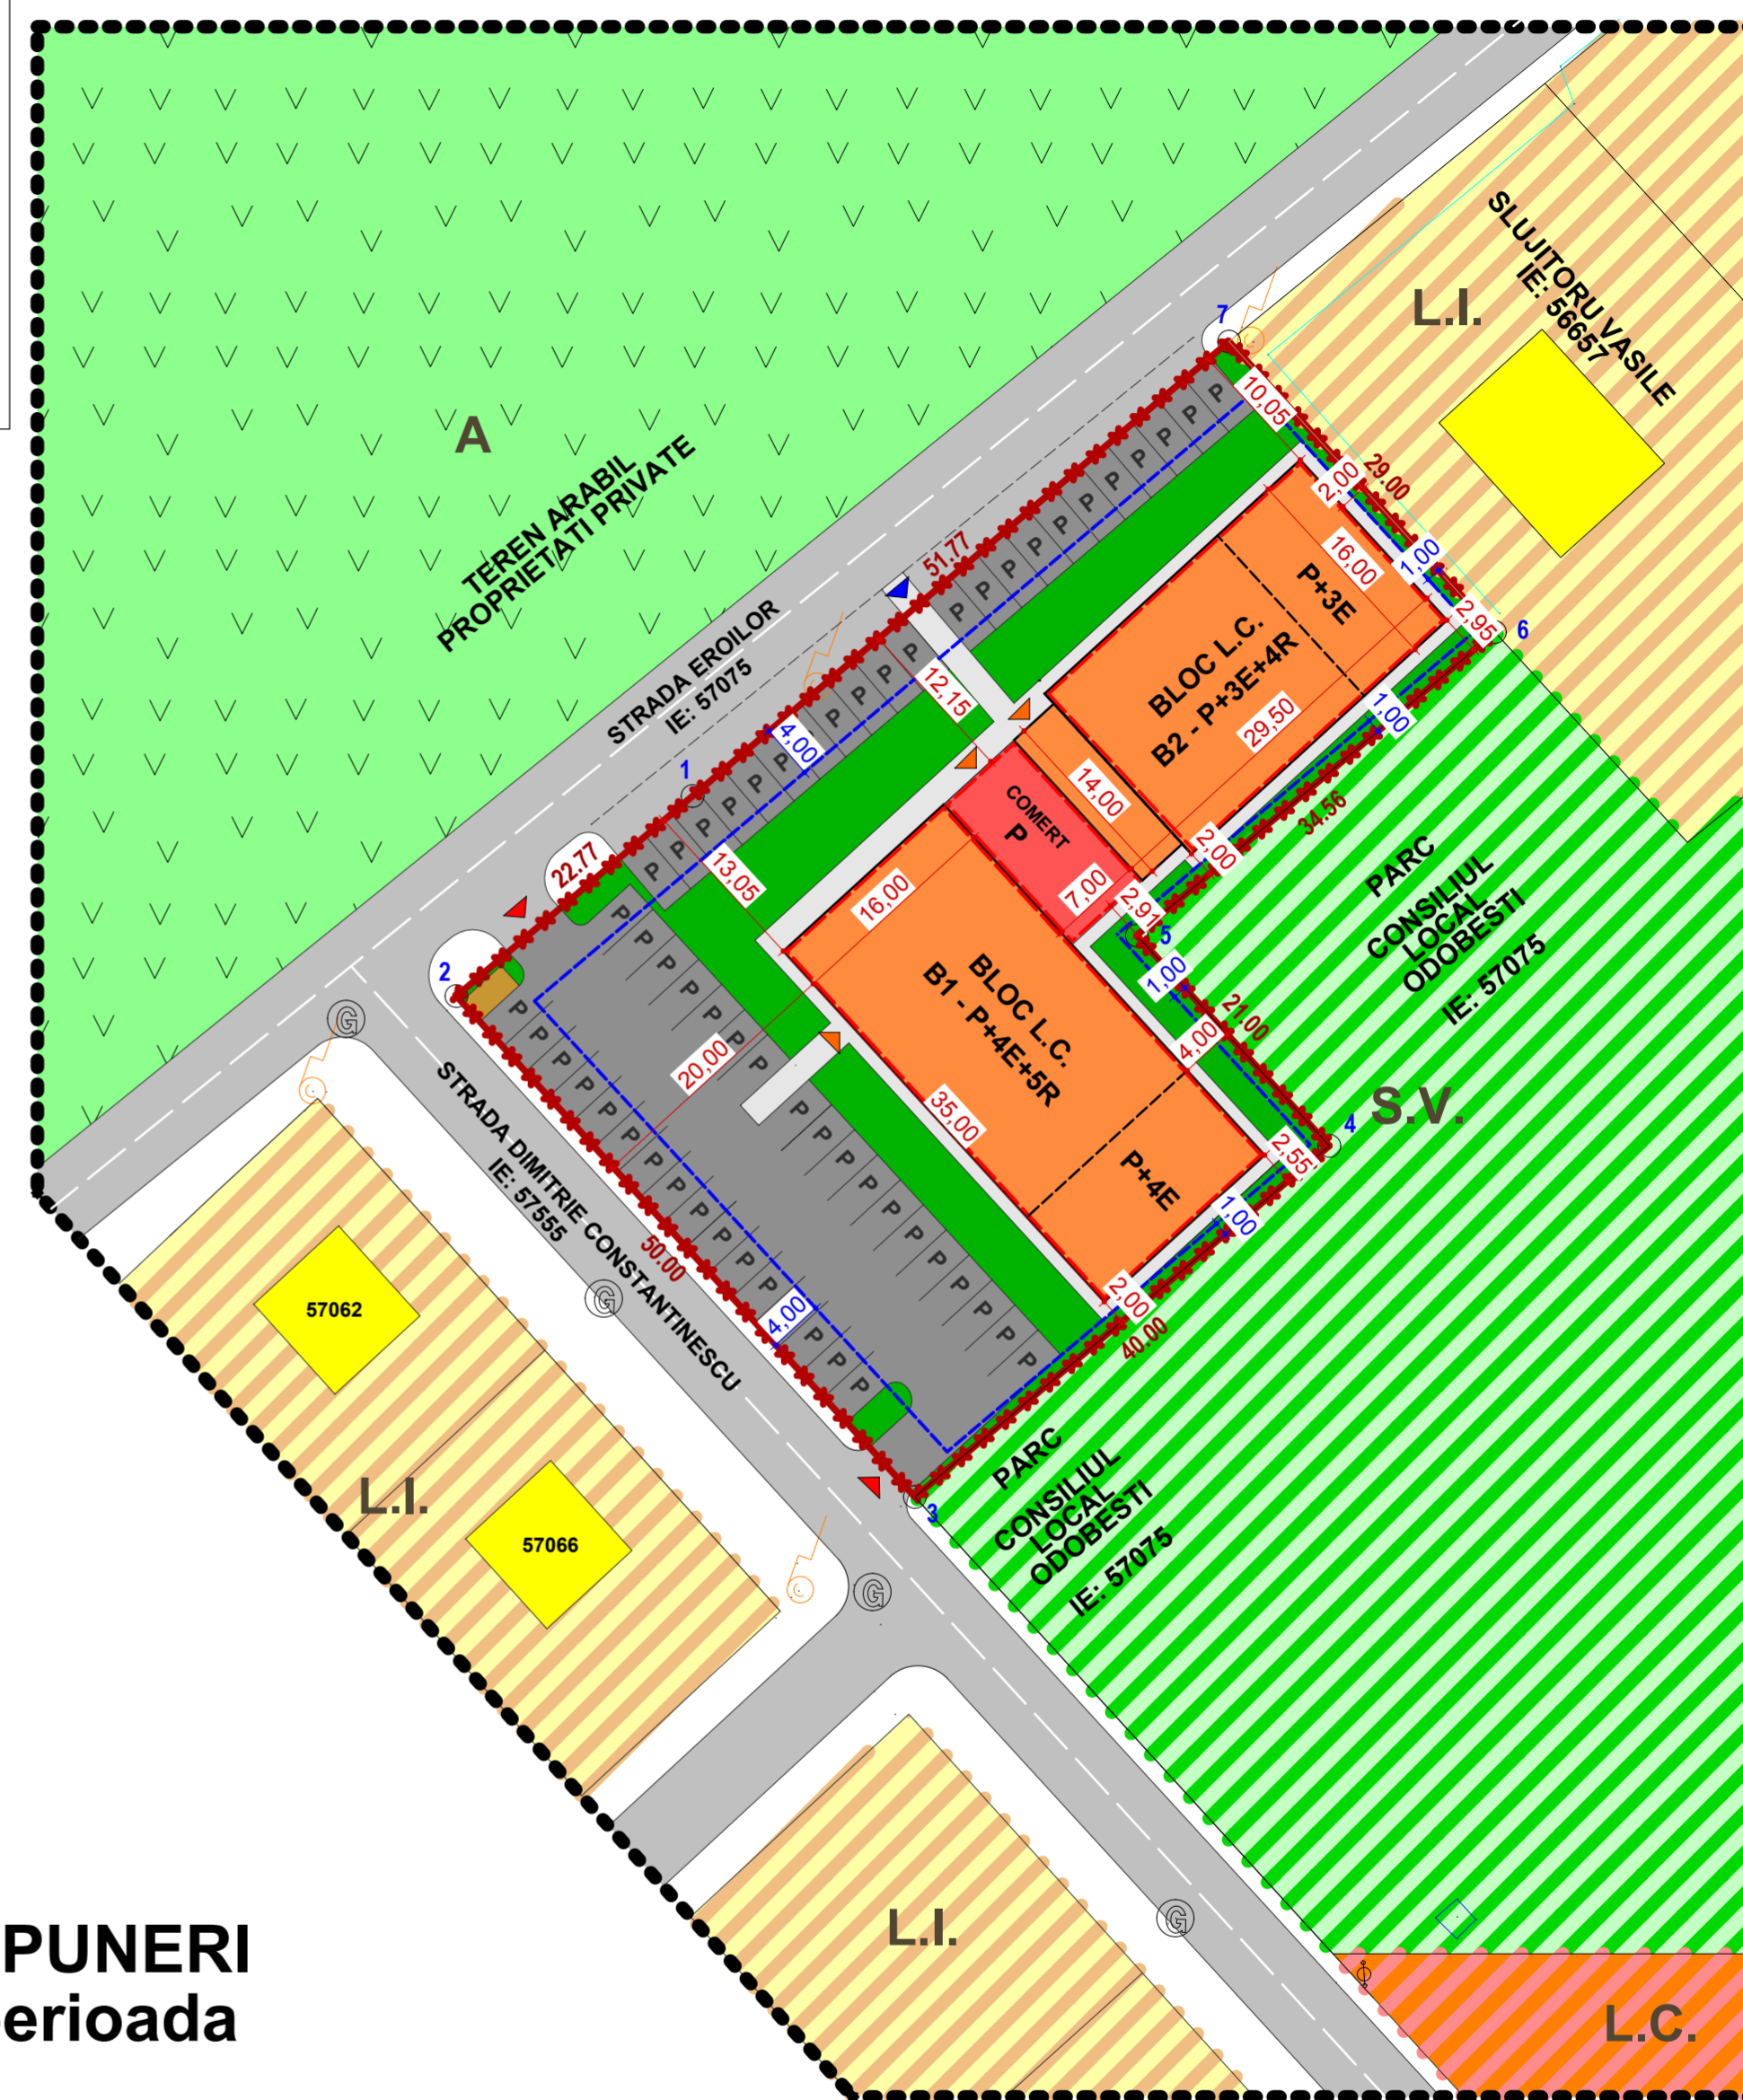 SLUJITORU VASILE
IE: 56657
L.I.
7
10,05
2,00
29.00
2,00
16,00
1,00
P+3E
2,95
6
A
TEREN ARABIL
PROPRIETATI PRIVATE
51.77
STRADA EROILOR
IE: 57075
12,15
BLOC L.C.
B2 - P+3E+4R
29,50
1,00
4,00
1
14,00
COMERT
P
34.56
2,00
22.77
13,05
16,00
7,00
2,91
5
PARC
CONSILIUL
LOCAL
ODOBESTI
IE: 57075
2
G
BLOC L.C.
B1 - P+4E+5R
1,00
21.00
4,00
20,00
35,00
S.V.
4
2,55
P+4E
1,00
STRADA DIMITRIE CONSTANTINESCU
IE: 57555
50.00
4,00
2,00
40.00
57062
G
P P P P P P P P P P P P P P P P P P P P P P
P P P P P P P P P P P P P P P P
P P P P P P P P P P P P P P P P
3
PARC
CONSILIUL
LOCAL
ODOBESTI
IE: 57075
L.I.
57066
G
L.I.
G
PUNERI
erioada
L.C.